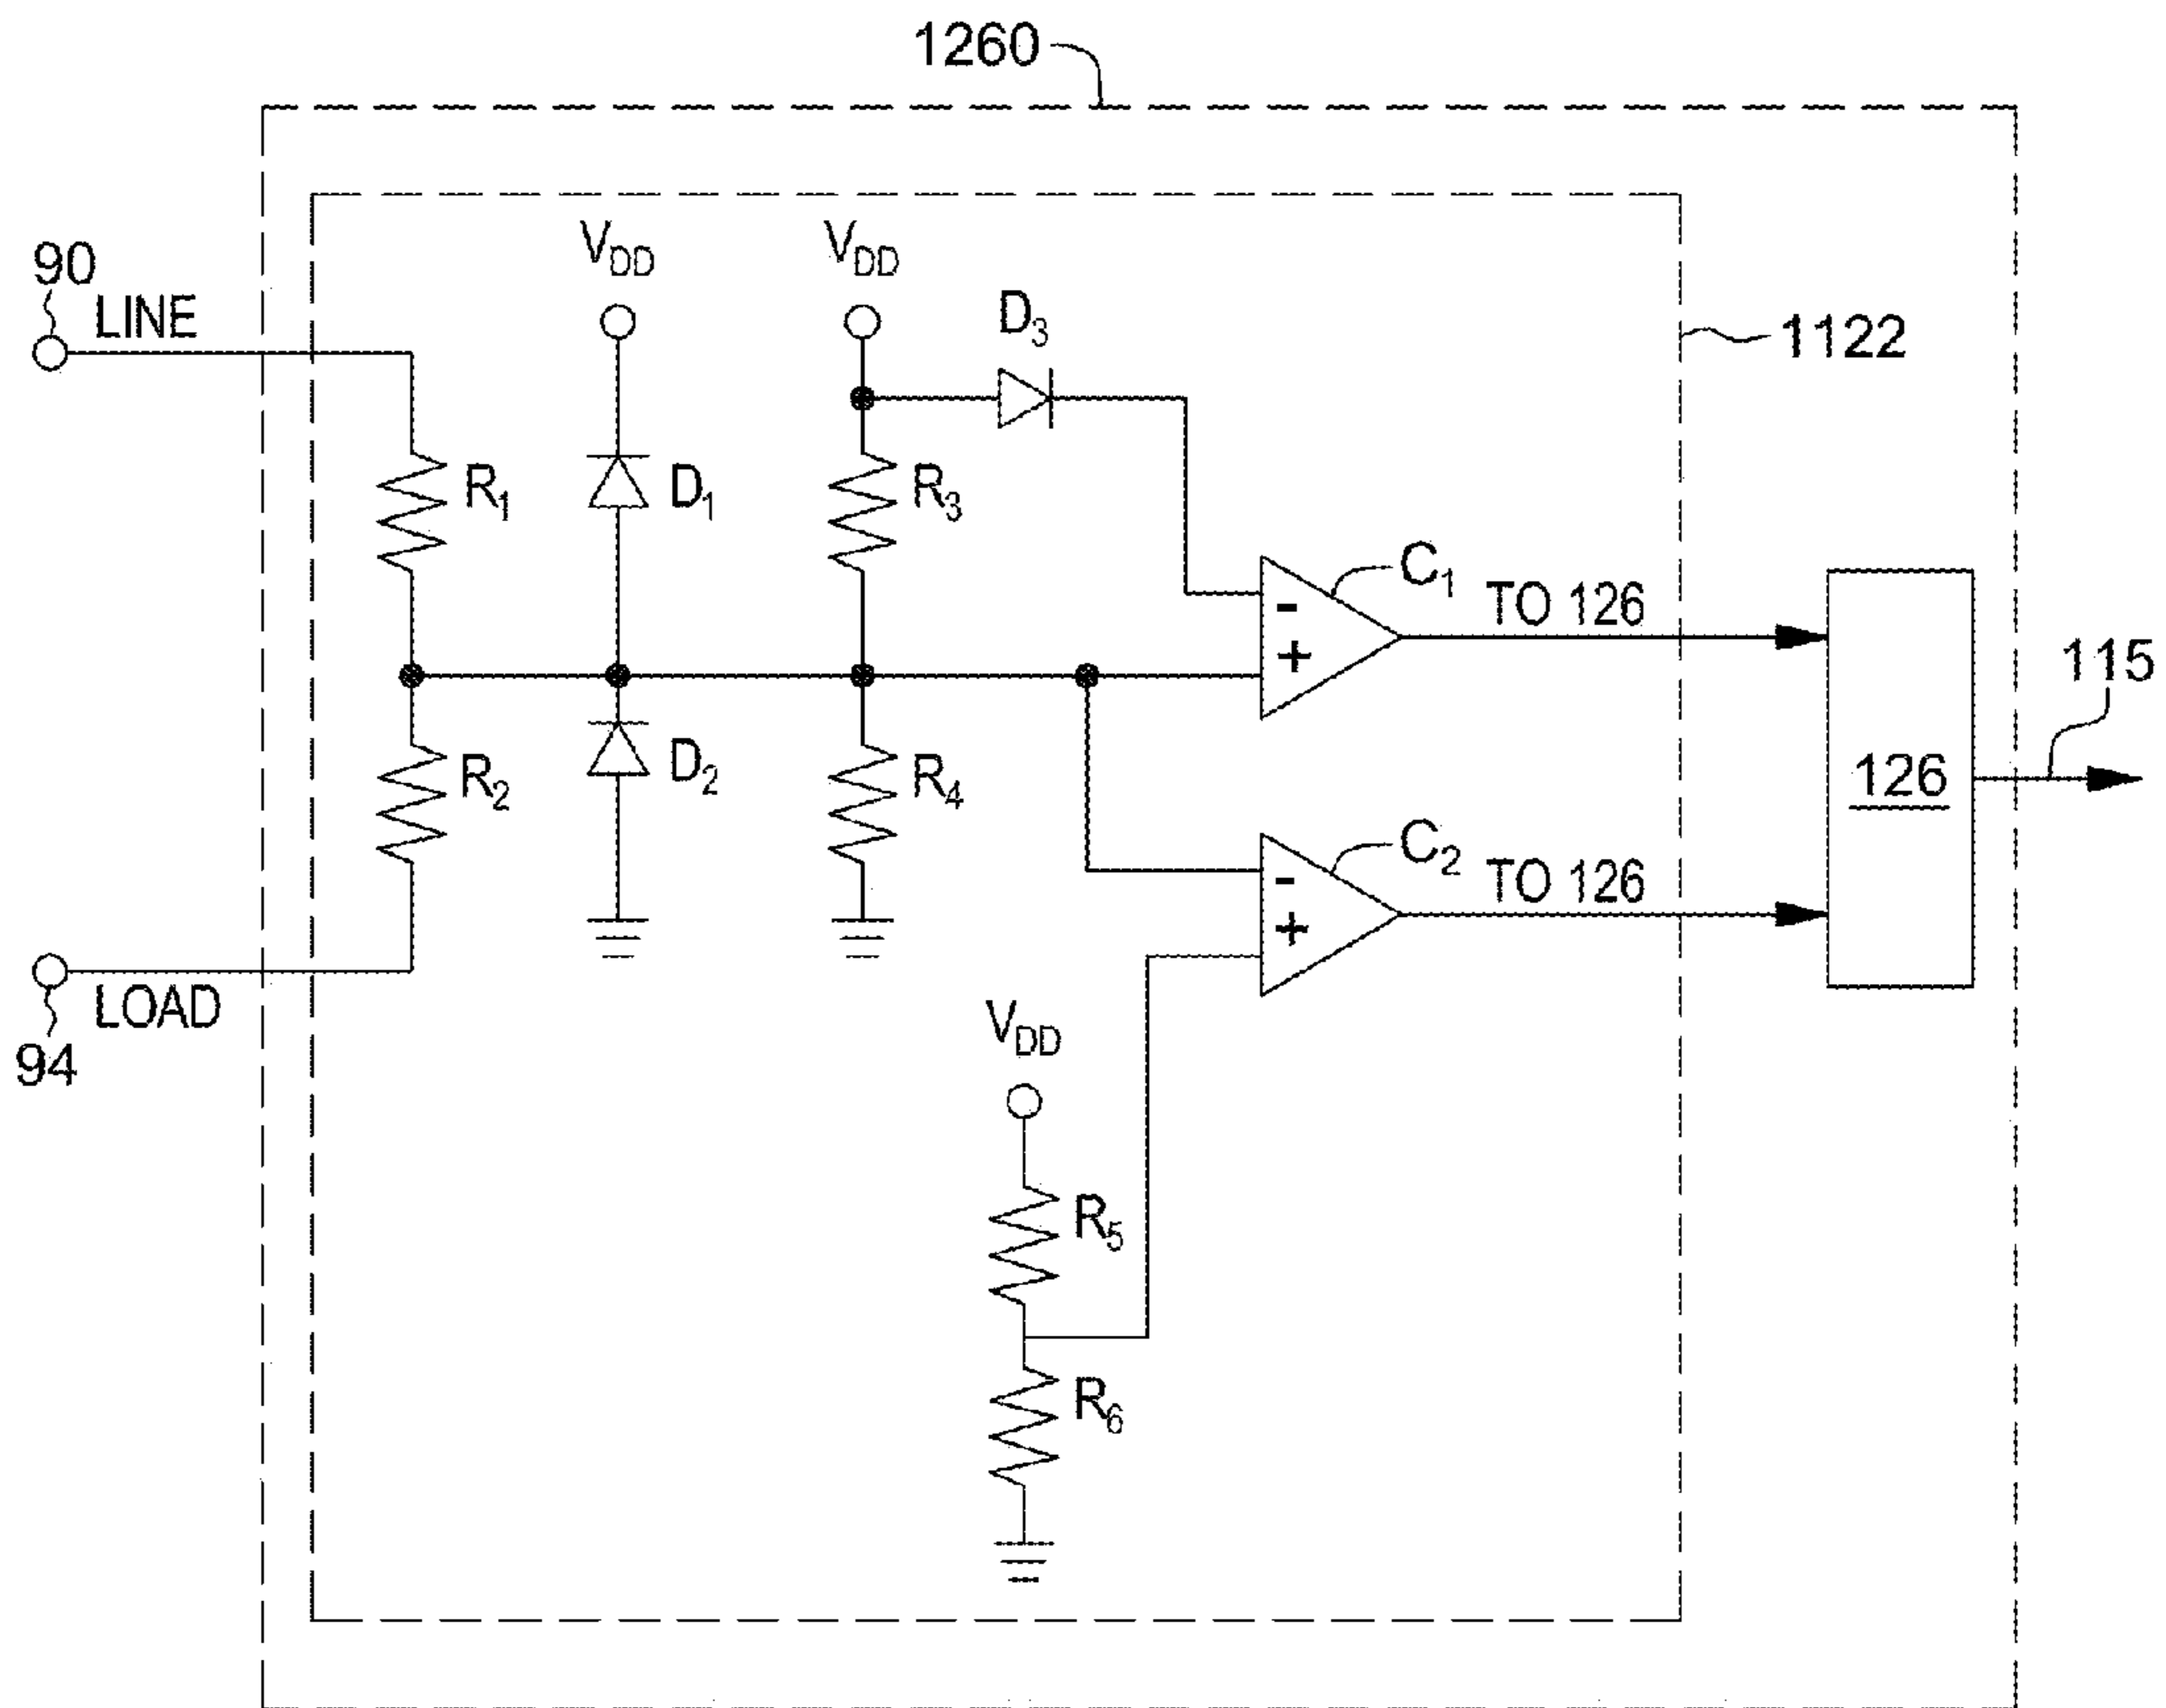 1260
90
LINE
VDD
VDD
D3
1122
R1
D1
R3
C1
-
+
TO 126
115
R2
D2
R4
126
C2
-
+
TO 126
94
LOAD
VDD
R5
R6